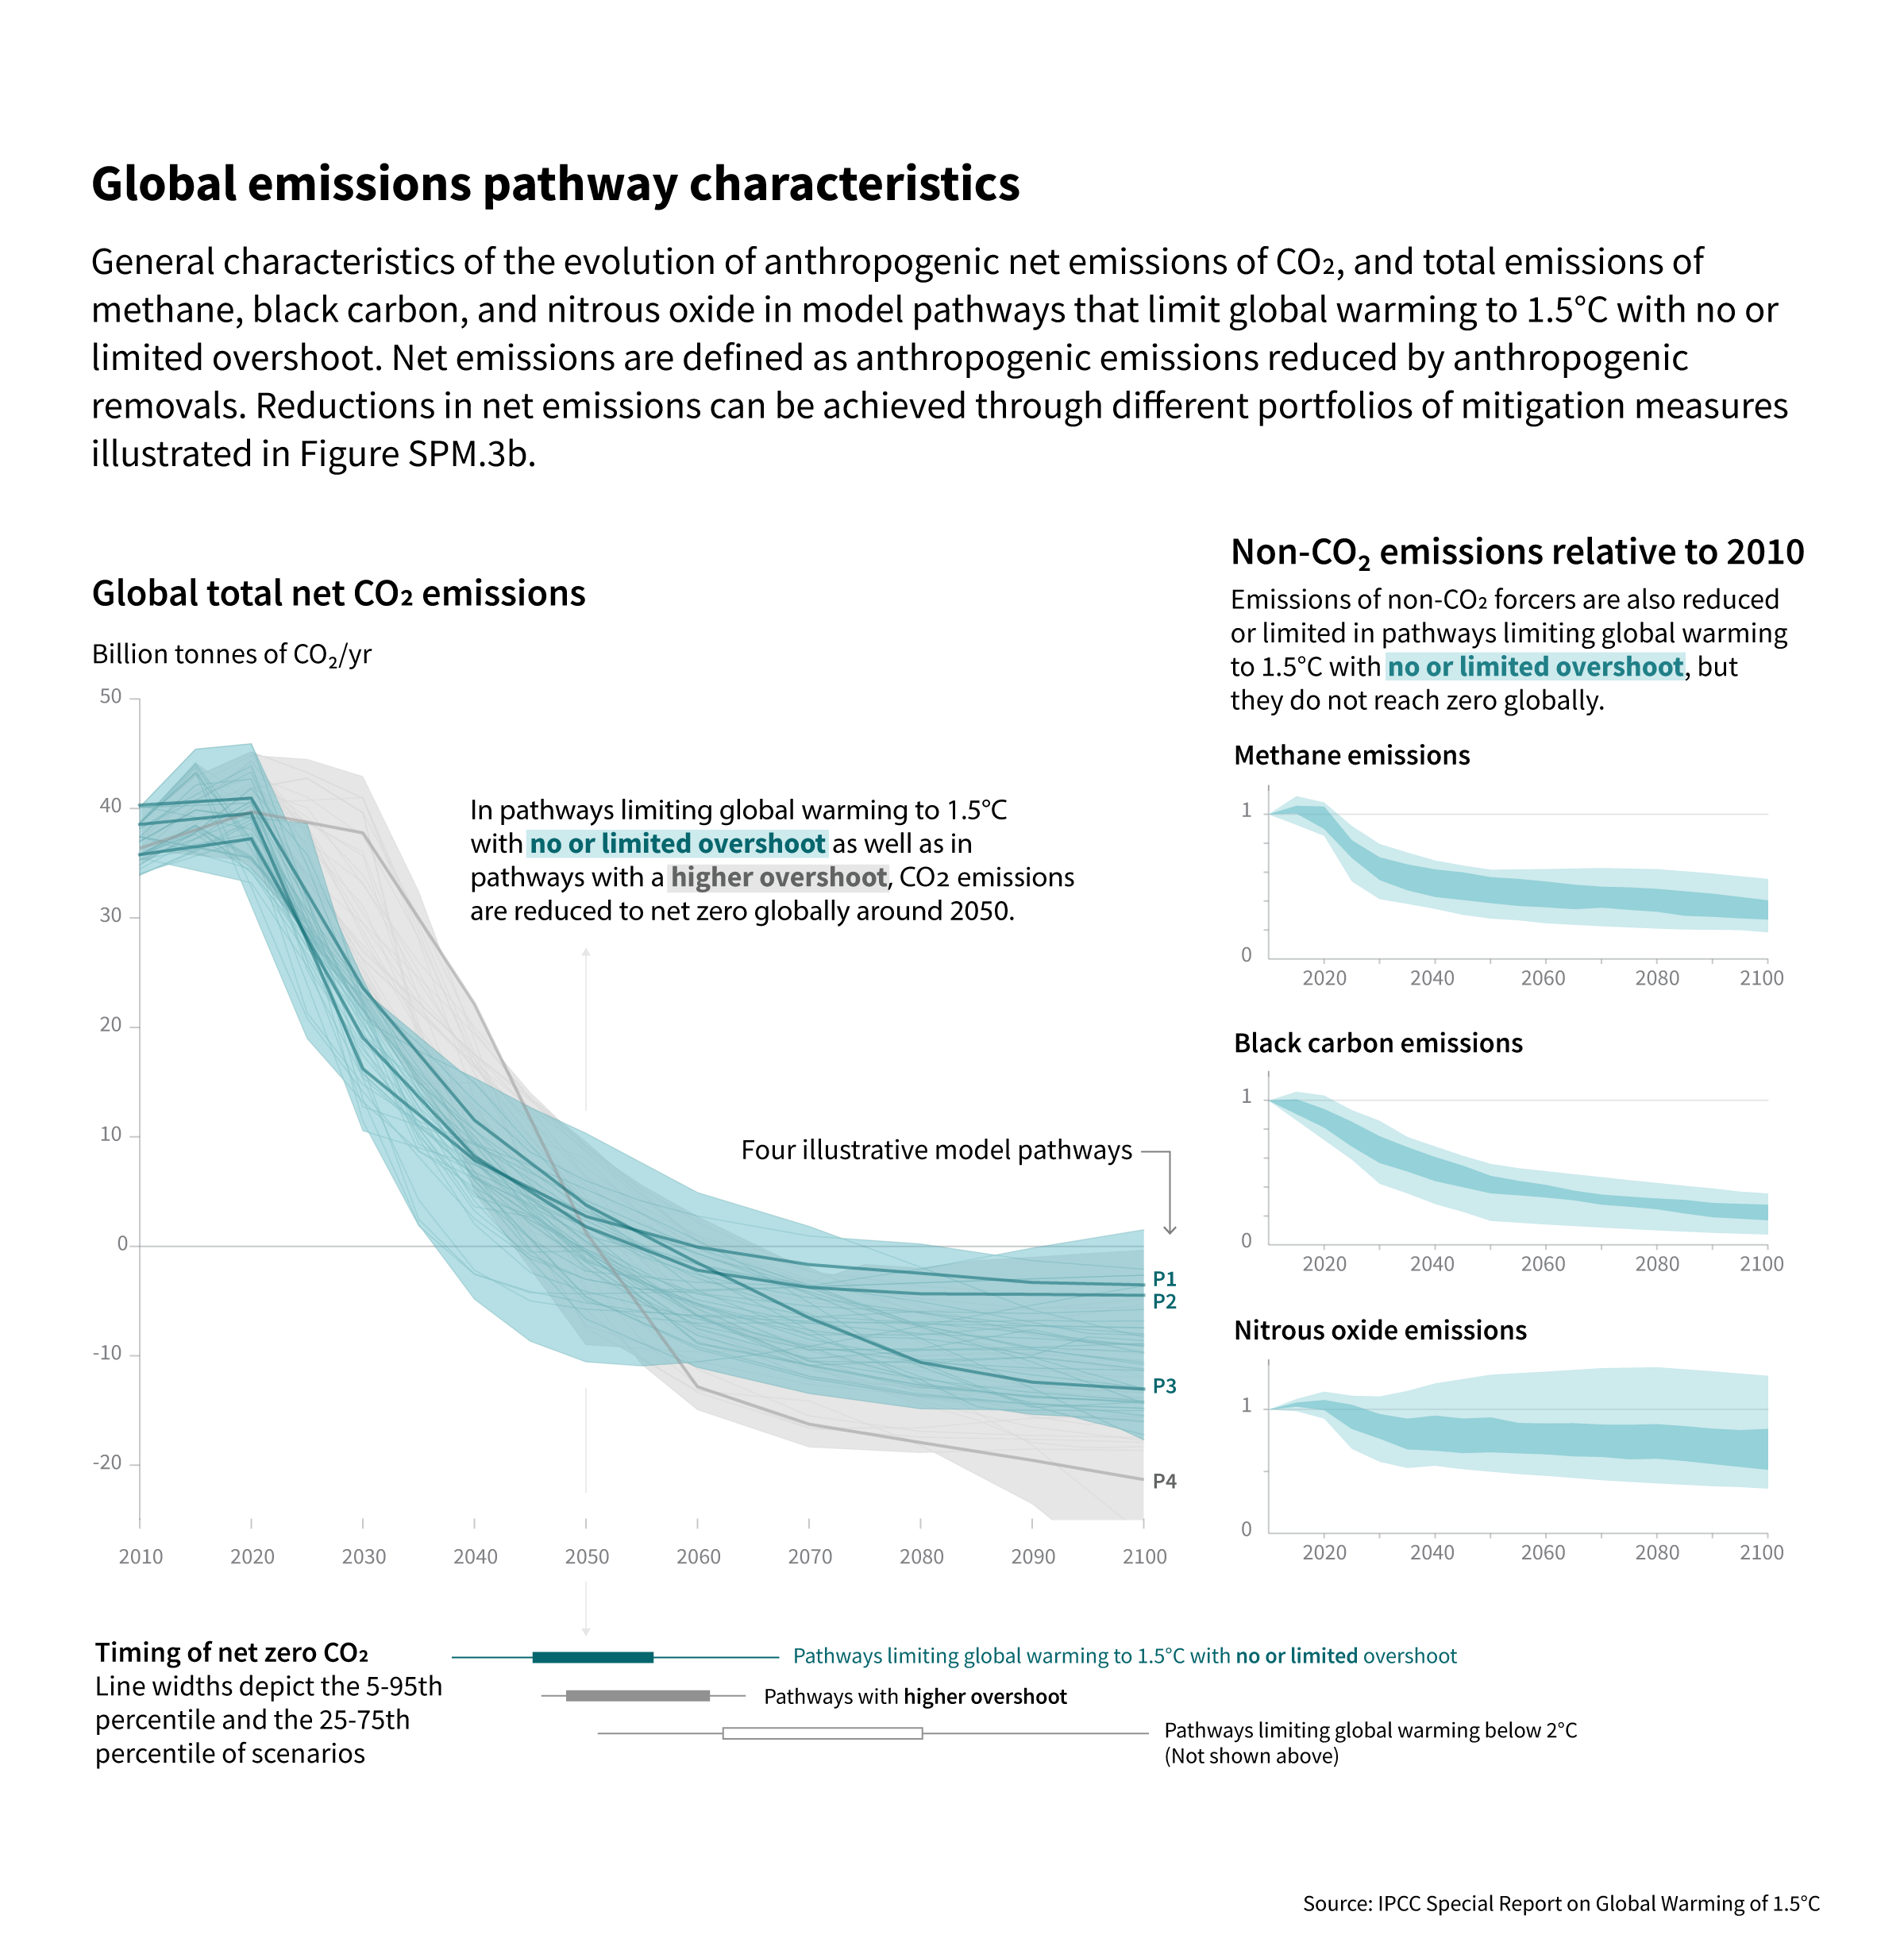 Global emissions pathway characteristics
General characteristics of the evolution of anthropogenic net emissions of CO₂, and total emissions of
methane, black carbon, and nitrous oxide in model pathways that limit global warming to 1.5°C with no or
limited overshoot. Net emissions are defined as anthropogenic emissions reduced by anthropogenic
removals. Reductions in net emissions can be achieved through different portfolios of mitigation measures
illustrated in Figure SPM.3b.
Global total net CO₂ emissions
Billion tonnes of CO₂/yr
50
40
30
20
10
0
-10
-20
2010 2020 2030 2040 2050 2060 2070 2080 2090 2100
In pathways limiting global warming to 1.5°C
with no or limited overshoot as well as in
pathways with a higher overshoot, CO₂ emissions
are reduced to net zero globally around 2050.
Four illustrative model pathways
P1
P2
P3
P4
Non-CO₂ emissions relative to 2010
Emissions of non-CO₂ forcers are also reduced
or limited in pathways limiting global warming
to 1.5°C with no or limited overshoot, but
they do not reach zero globally.
Methane emissions
1
0
2020 2040 2060 2080 2100
Black carbon emissions
1
0
2020 2040 2060 2080 2100
Nitrous oxide emissions
1
0
2020 2040 2060 2080 2100
Timing of net zero CO₂
Line widths depict the 5-95th
percentile and the 25-75th
percentile of scenarios
Pathways limiting global warming to 1.5°C with no or limited overshoot
Pathways with higher overshoot
Pathways limiting global warming below 2°C
(Not shown above)
Source: IPCC Special Report on Global Warming of 1.5°C